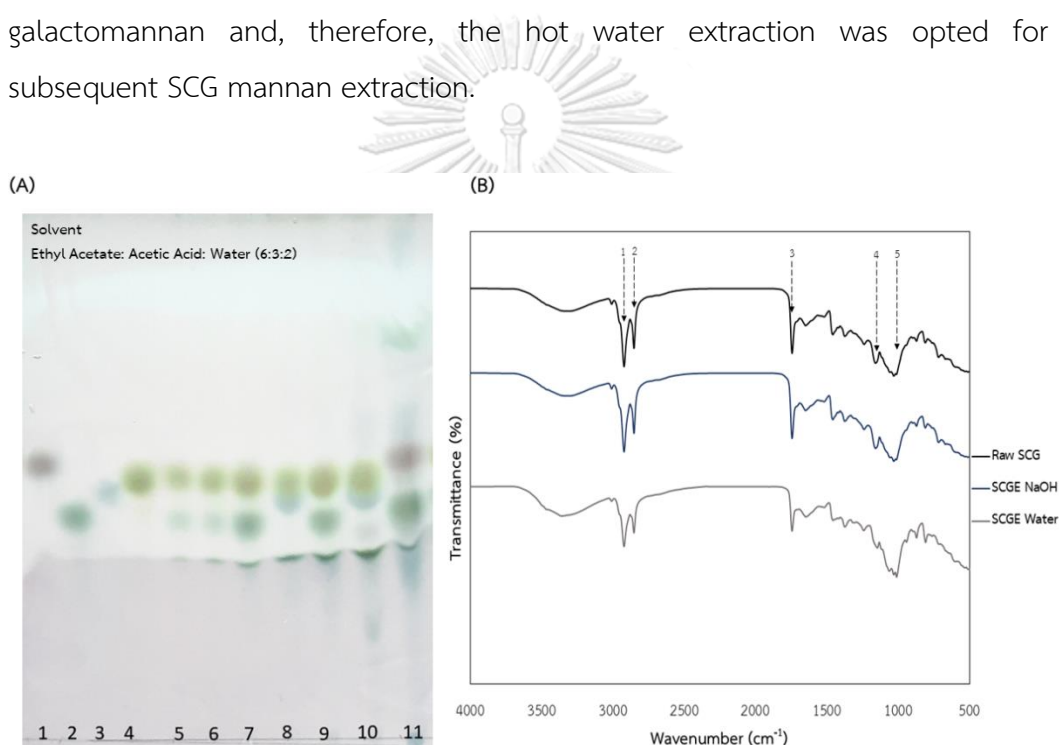 galactomannan and, therefore, the hot water extraction was opted for
subsequent SCG mannan extraction.
(A)
(B)
Solvent
Ethyl Acetate: Acetic Acid: Water (6:3:2)
1 2 3 4 5 6 7 8 9 10 11
1 2 3 4 5
Transmittance (%)
Raw SCG
SCGE NaOH
SCGE Water
4000 3500 3000 2500 2000 1500 1000 500
Wavenumber (cm⁻¹)